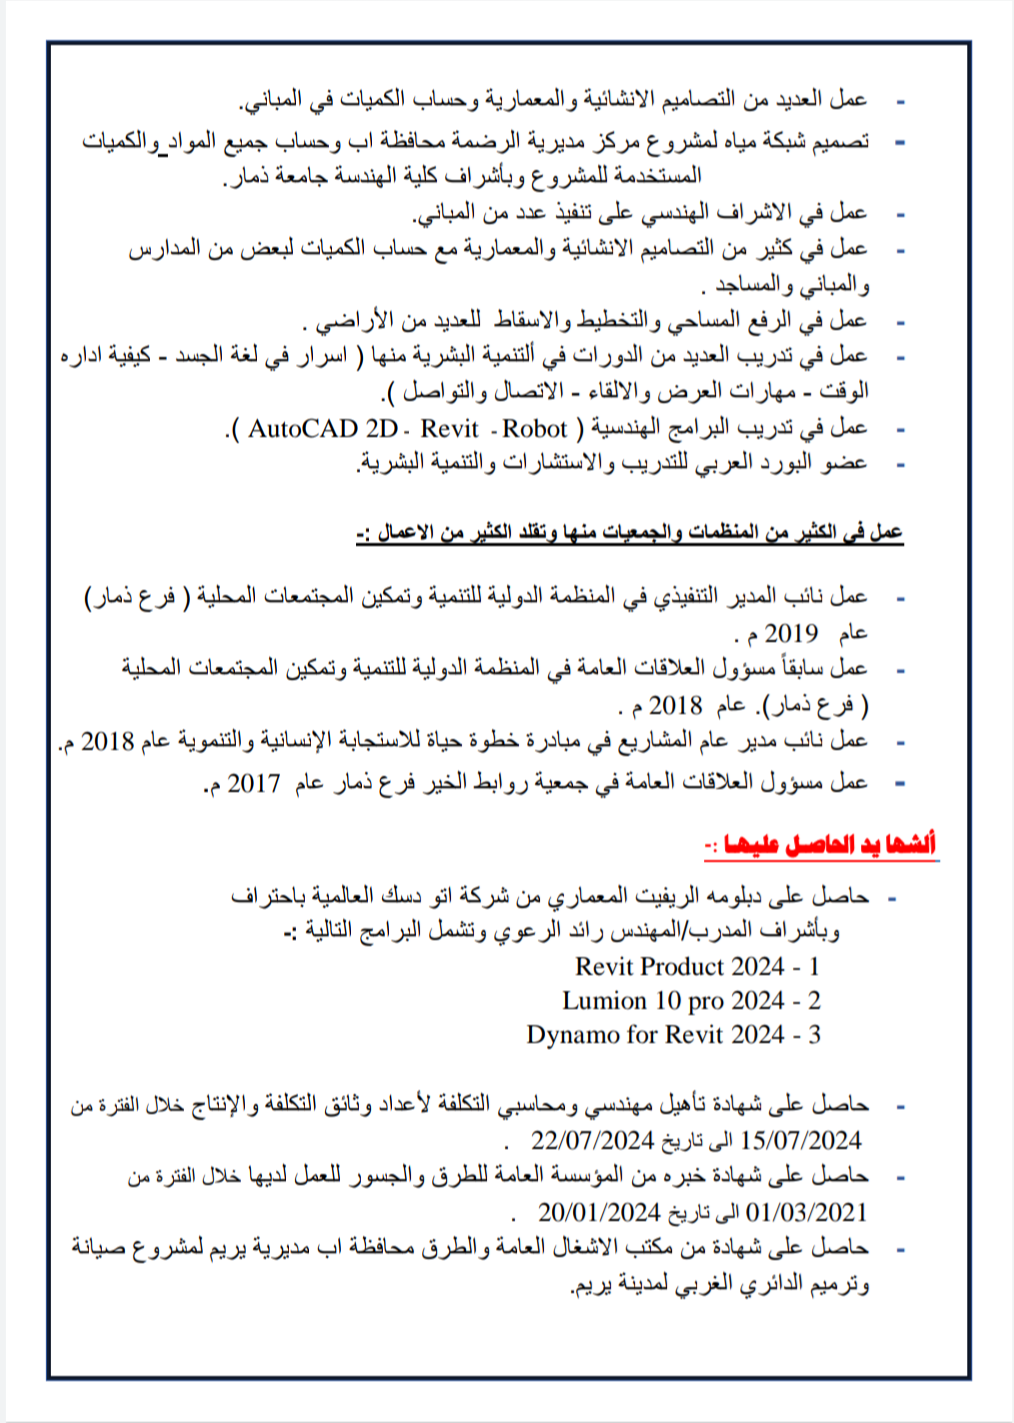 - عمل العديد من التصاميم الانشائية والمعمارية وحساب الكميات في المباني.
- تصميم شبكة مياه لمشروع مركز مديرية الرضمة محافظة اب وحساب جميع المواد_والكميات
المستخدمة للمشروع وبأشراف كلية الهندسة جامعة ذمار.
- عمل في الاشراف الهندسي على تنفيذ عدد من المباني.
- عمل في كثير من التصاميم الانشائية والمعمارية مع حساب الكميات لبعض من المدارس
والمباني والمساجد .
- عمل في الرفع المساحي والتخطيط والاسقاط للعديد من الأراضي .
- عمل في تدريب العديد من الدورات في ألتنمية البشرية منها ( اسرار في لغة الجسد - كيفية اداره
الوقت - مهارات العرض والالقاء - الاتصال والتواصل ).
- عمل في تدريب البرامج الهندسية ( AutoCAD 2D - Revit - Robot ).
- عضو البورد العربي للتدريب والاستشارات والتنمية البشرية.
عمل في الكثير من المنظمات والجمعيات منها وتقلد الكثير من الاعمال :-
- عمل نائب المدير التنفيذي في المنظمة الدولية للتنمية وتمكين المجتمعات المحلية ( فرع ذمار)
عام 2019 م .
- عمل سابقاً مسؤول العلاقات العامة في المنظمة الدولية للتنمية وتمكين المجتمعات المحلية
( فرع ذمار). عام 2018 م .
- عمل نائب مدير عام المشاريع في مبادرة خطوة حياة للاستجابة الإنسانية والتنموية عام 2018 م.
- عمل مسؤول العلاقات العامة في جمعية روابط الخير فرع ذمار عام 2017 م.
ألشهايد الحاصل عليها :-
- حاصل على دبلومه الريفيت المعماري من شركة اتو دسك العالمية باحتراف
وبأشراف المدرب/المهندس رائد الرعوي وتشمل البرامج التالية :-
1 - Revit Product 2024
2 - Lumion 10 pro 2024
3 - Dynamo for Revit 2024
- حاصل على شهادة تأهيل مهندسي ومحاسبي التكلفة لأعداد وثائق التكلفة والإنتاج خلال الفترة من
15/07/2024 الى تاريخ 22/07/2024 .
- حاصل على شهادة خبره من المؤسسة العامة للطرق والجسور للعمل لديها خلال الفترة من
01/03/2021 الى تاريخ 20/01/2024 .
- حاصل على شهادة من مكتب الاشغال العامة والطرق محافظة اب مديرية يريم لمشروع صيانة
وترميم الدائري الغربي لمدينة يريم.